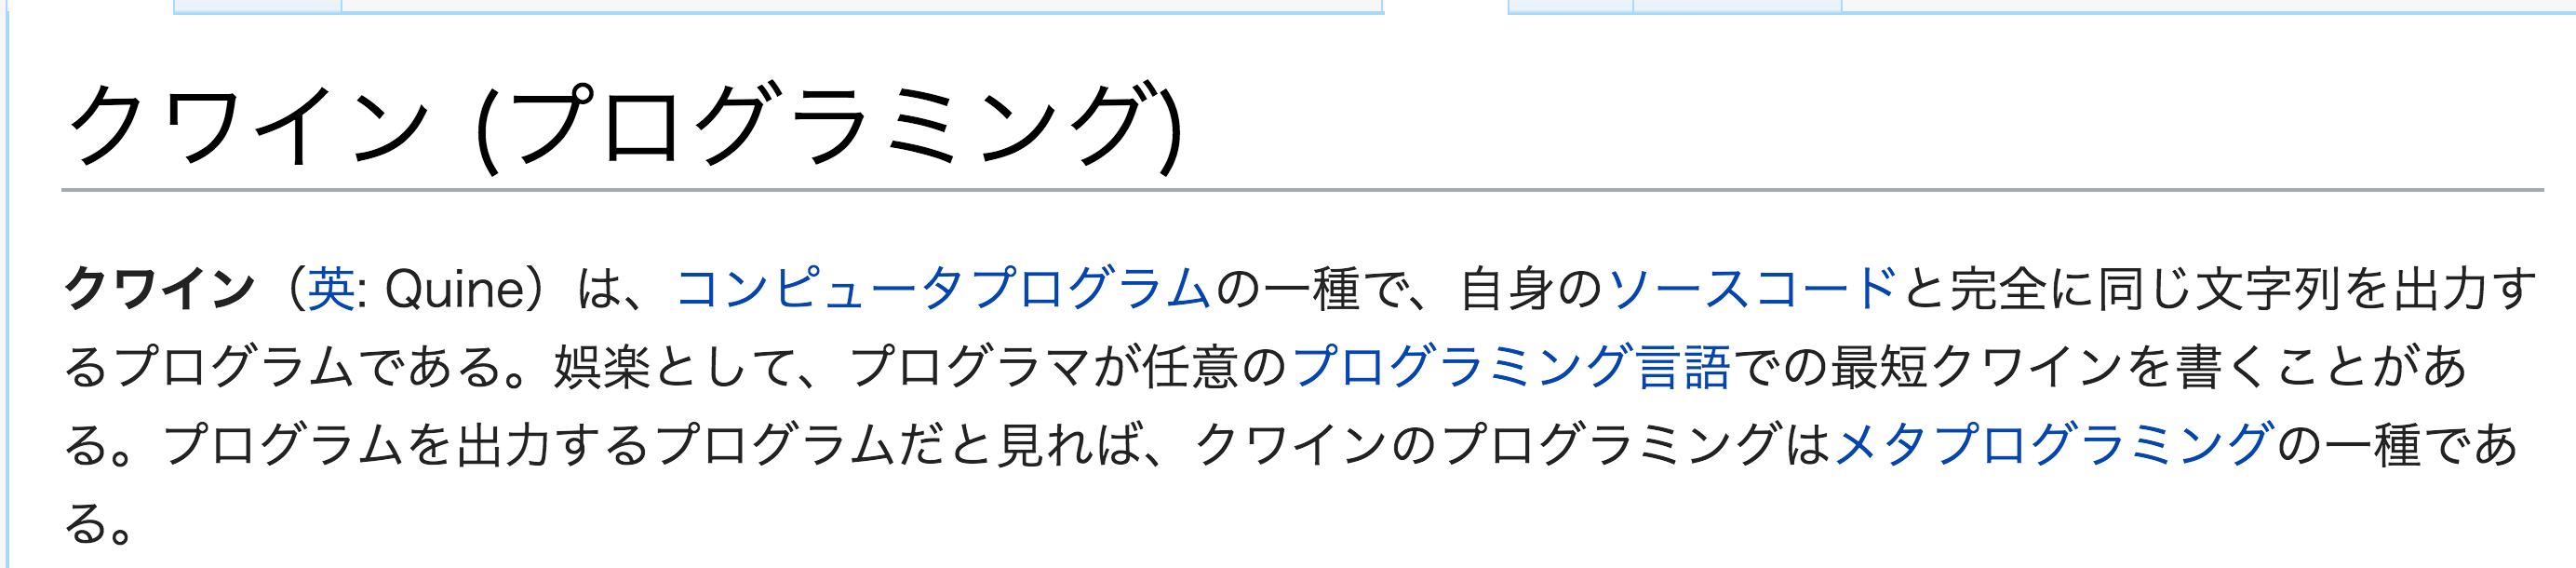 クワイン (プログラミング)
クワイン（英: Quine）は、コンピュータプログラムの一種で、自身のソースコードと完全に同じ文字列を出力す
るプログラムである。娯楽として、プログラマが任意のプログラミング言語での最短クワインを書くことがあ
る。プログラムを出力するプログラムだと見れば、クワインのプログラミングはメタプログラミングの一種であ
る。